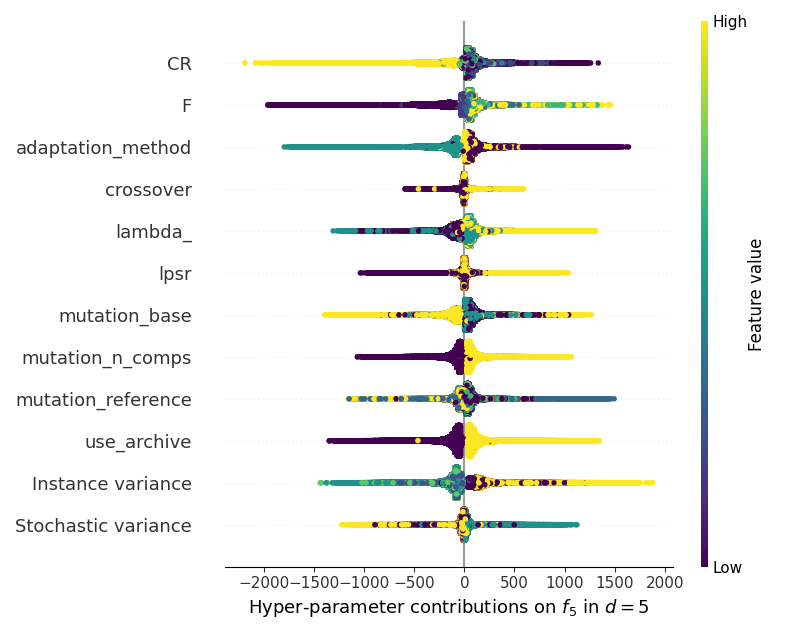 High
CR
F
adaptation_method
crossover
lambda_
lpsr
mutation_base
mutation_n_comps
mutation_reference
use_archive
Instance variance
Stochastic variance
Feature value
Low
−2000 −1500 −1000 −500 0 500 1000 1500 2000
Hyper-parameter contributions on $f_5$ in $d = 5$